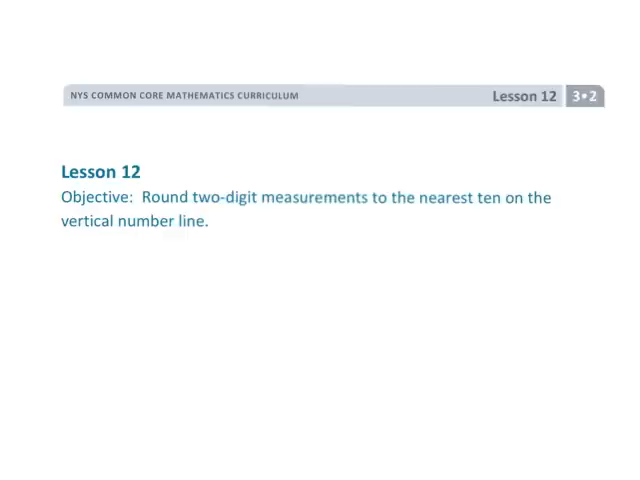 NYS COMMON CORE MATHEMATICS CURRICULUM Lesson 12 3•2
Lesson 12
Objective: Round two-digit measurements to the nearest ten on the
vertical number line.